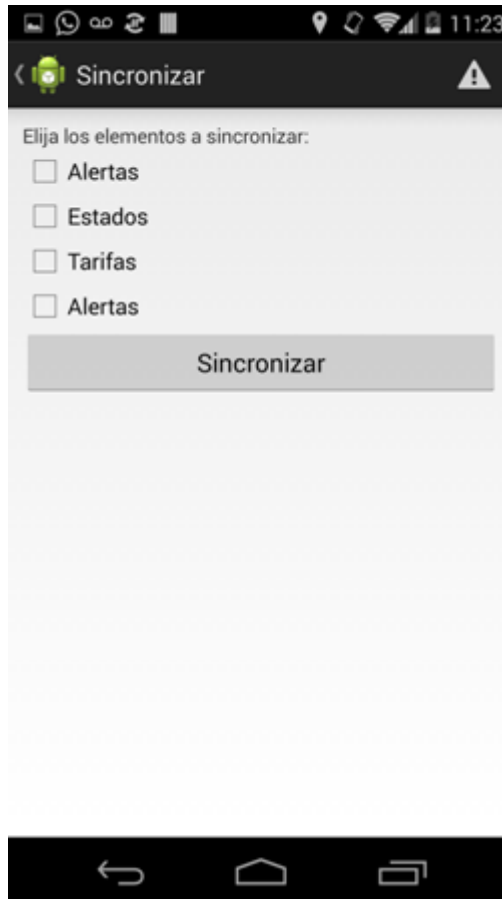 11:23
Sincronizar
Elija los elementos a sincronizar:
Alertas
Estados
Tarifas
Alertas
Sincronizar